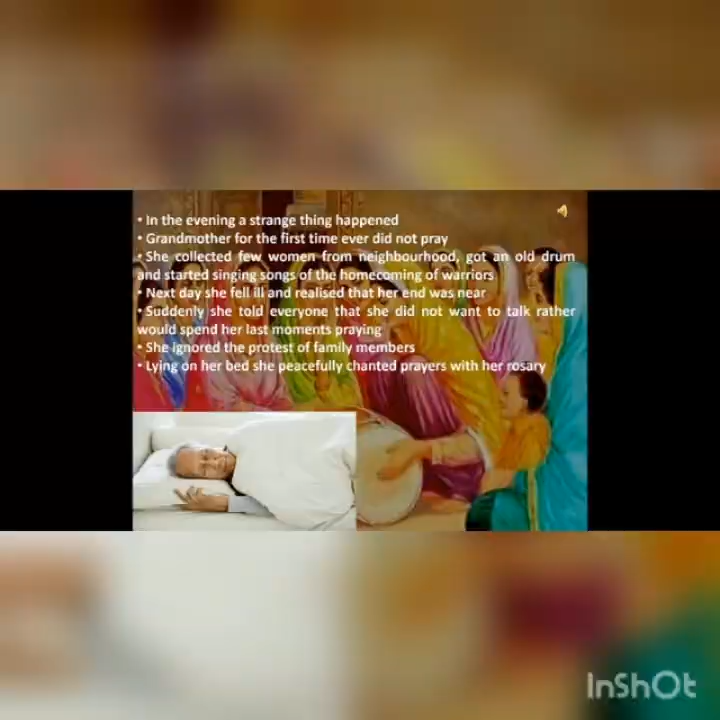 • In the evening a strange thing happened
• Grandmother for the first time ever did not pray
• She collected few women from neighbourhood, got an old drum
and started singing songs of the homecoming of warriors
• Next day she fell ill and realised that her end was near
• Suddenly she told everyone that she did not want to talk rather
would spend her last moments praying
• She ignored the protest of family members
• Lying on her bed she peacefully chanted prayers with her rosary
InShOt